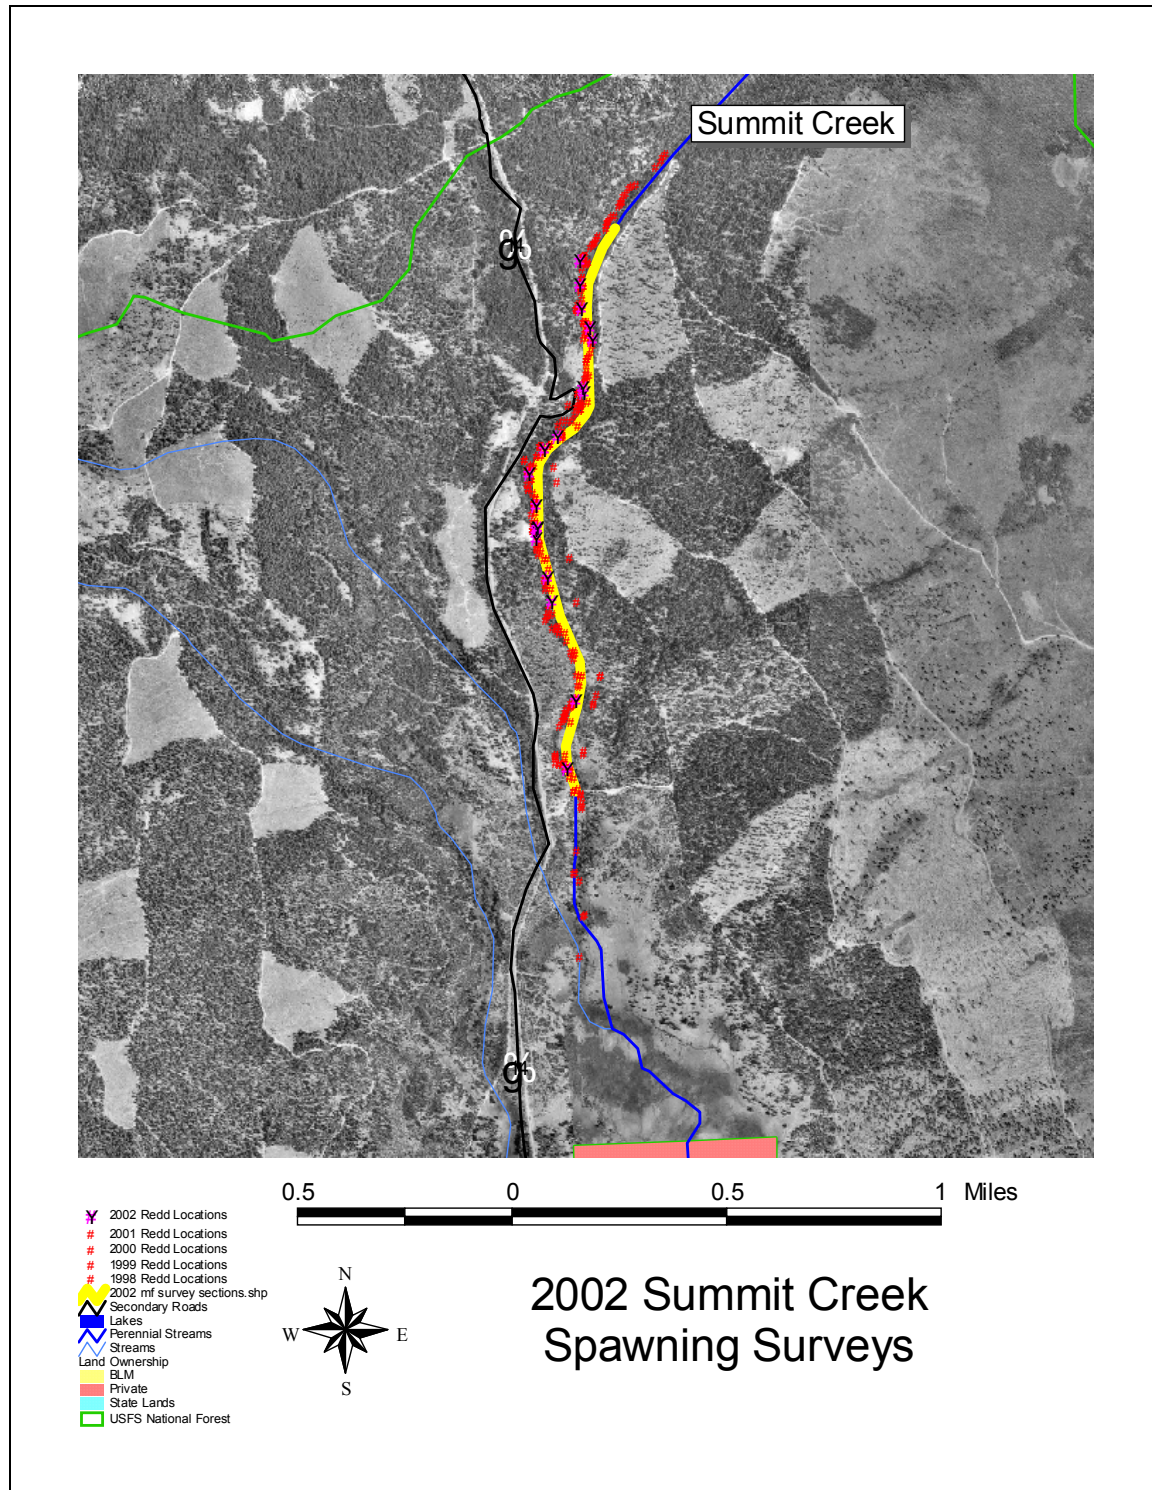 Summit Creek
0.5 0 0.5 1 Miles
2002 Redd Locations
2001 Redd Locations
2000 Redd Locations
1999 Redd Locations
1998 Redd Locations
2002 mf survey sections.shp
Secondary Roads
Lakes
Perennial Streams
Streams
Land Ownership
BLM
Private
State Lands
USFS National Forest
N
W E
S
2002 Summit Creek
Spawning Surveys